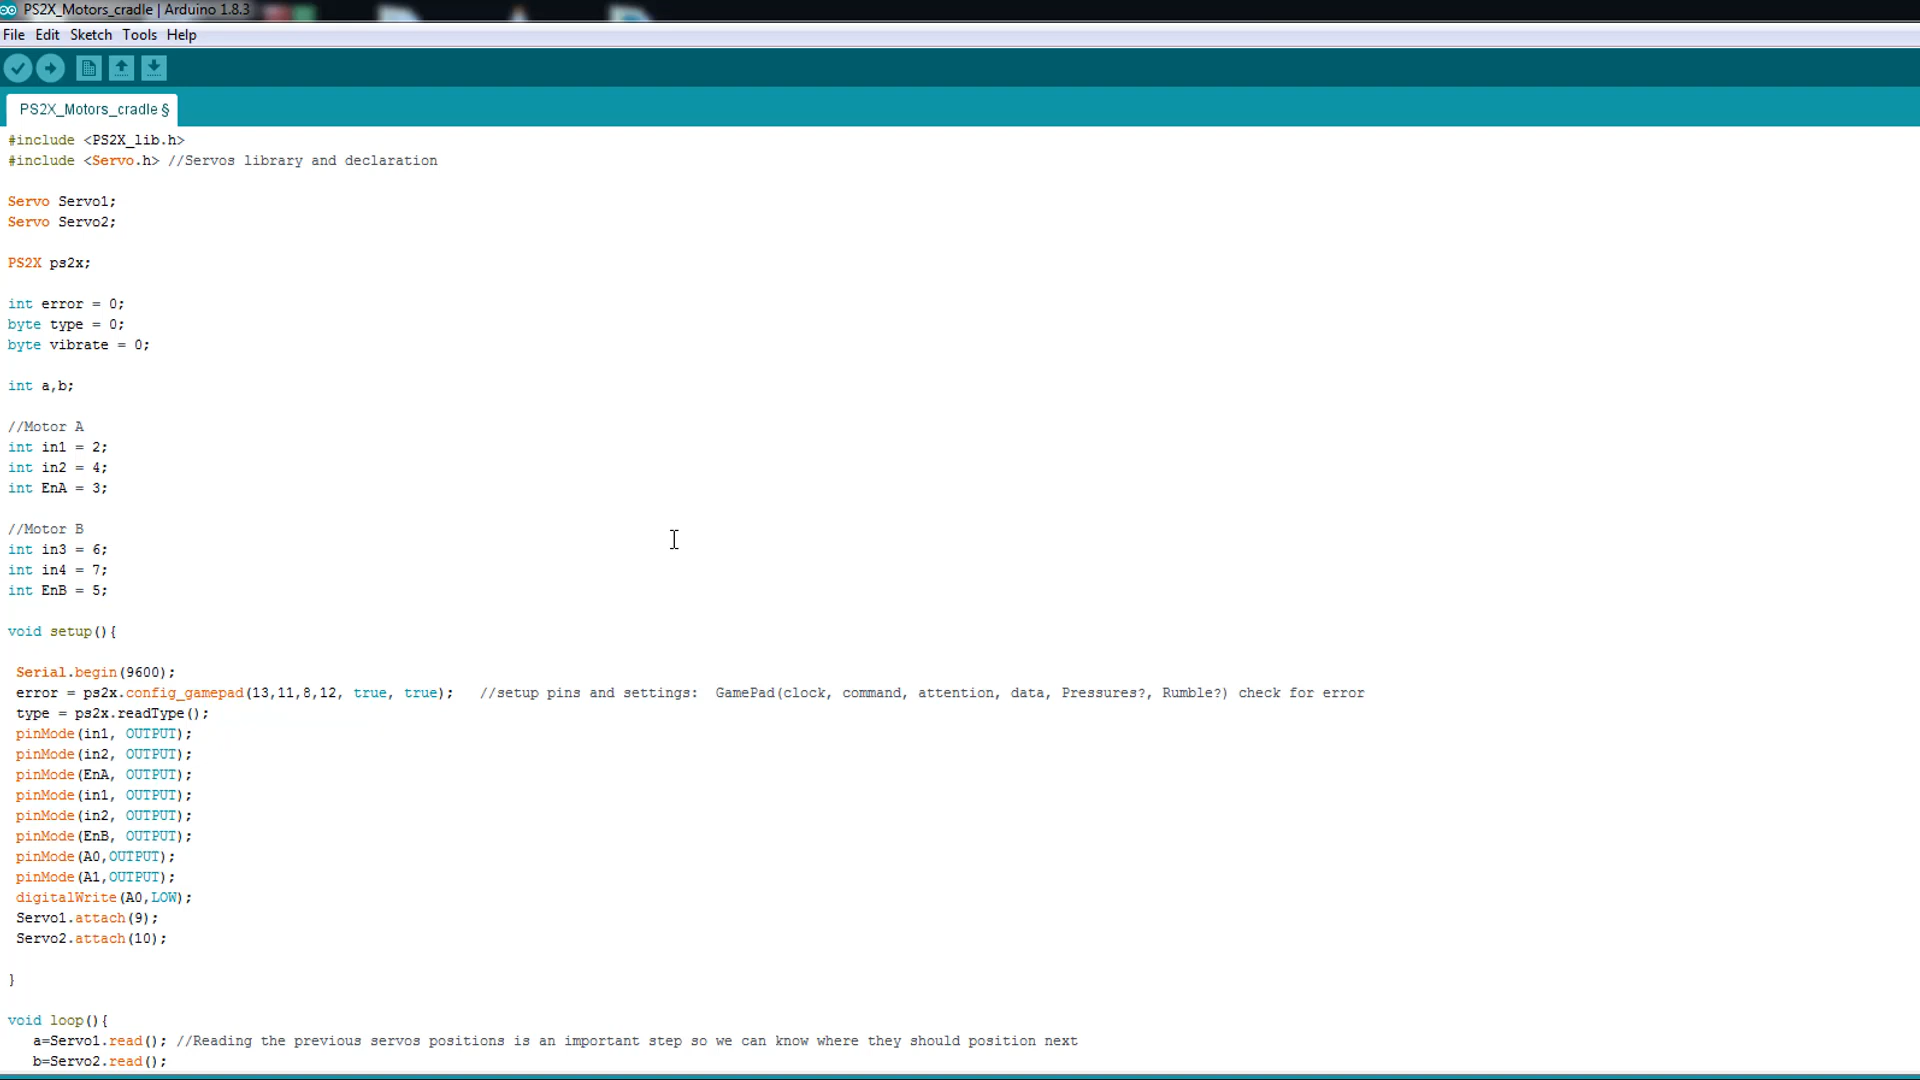 PS2X_Motors_cradle | Arduino 1.8.3
File Edit Sketch Tools Help
PS2X_Motors_cradle §
#include <PS2X_lib.h>
#include <Servo.h> //Servos library and declaration
Servo Servo1;
Servo Servo2;
PS2X ps2x;
int error = 0;
byte type = 0;
byte vibrate = 0;
int a,b;
//Motor A
int in1 = 2;
int in2 = 4;
int EnA = 3;
//Motor B
int in3 = 6;
int in4 = 7;
int EnB = 5;
void setup(){
Serial.begin(9600);
error = ps2x.config_gamepad(13,11,8,12, true, true);   //setup pins and settings:  GamePad(clock, command, attention, data, Pressures?, Rumble?) check for error
type = ps2x.readType();
pinMode(in1, OUTPUT);
pinMode(in2, OUTPUT);
pinMode(EnA, OUTPUT);
pinMode(in1, OUTPUT);
pinMode(in2, OUTPUT);
pinMode(EnB, OUTPUT);
pinMode(A0,OUTPUT);
pinMode(A1,OUTPUT);
digitalWrite(A0,LOW);
Servo1.attach(9);
Servo2.attach(10);
}
void loop(){
a=Servo1.read(); //Reading the previous servos positions is an important step so we can know where they should position next
b=Servo2.read();